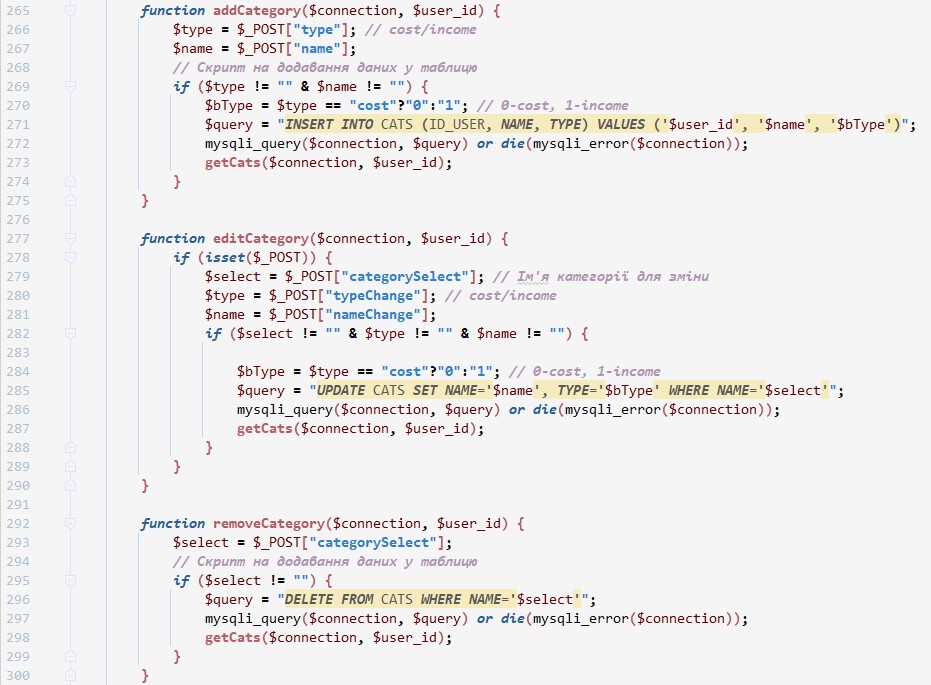 265 function addCategory($connection, $user_id) {
266 $type = $_POST["type"]; // cost/income
267 $name = $_POST["name"];
268 // Скрипт на додавання даних у таблицю
269 if ($type != "" & $name != "") {
270 $bType = $type == "cost"?"0":"1"; // 0-cost, 1-income
271 $query = "INSERT INTO CATS (ID_USER, NAME, TYPE) VALUES ('$user_id', '$name', '$bType')";
272 mysqli_query($connection, $query) or die(mysqli_error($connection));
273 getCats($connection, $user_id);
274 }
275 }
276
277 function editCategory($connection, $user_id) {
278 if (isset($_POST)) {
279 $select = $_POST["categorySelect"]; // Ім'я категорії для зміни
280 $type = $_POST["typeChange"]; // cost/income
281 $name = $_POST["nameChange"];
282 if ($select != "" & $type != "" & $name != "") {
283
284 $bType = $type == "cost"?"0":"1"; // 0-cost, 1-income
285 $query = "UPDATE CATS SET NAME='$name', TYPE='$bType' WHERE NAME='$select'";
286 mysqli_query($connection, $query) or die(mysqli_error($connection));
287 getCats($connection, $user_id);
288 }
289 }
290 }
291
292 function removeCategory($connection, $user_id) {
293 $select = $_POST["categorySelect"];
294 // Скрипт на додавання даних у таблицю
295 if ($select != "") {
296 $query = "DELETE FROM CATS WHERE NAME='$select'";
297 mysqli_query($connection, $query) or die(mysqli_error($connection));
298 getCats($connection, $user_id);
299 }
300 }